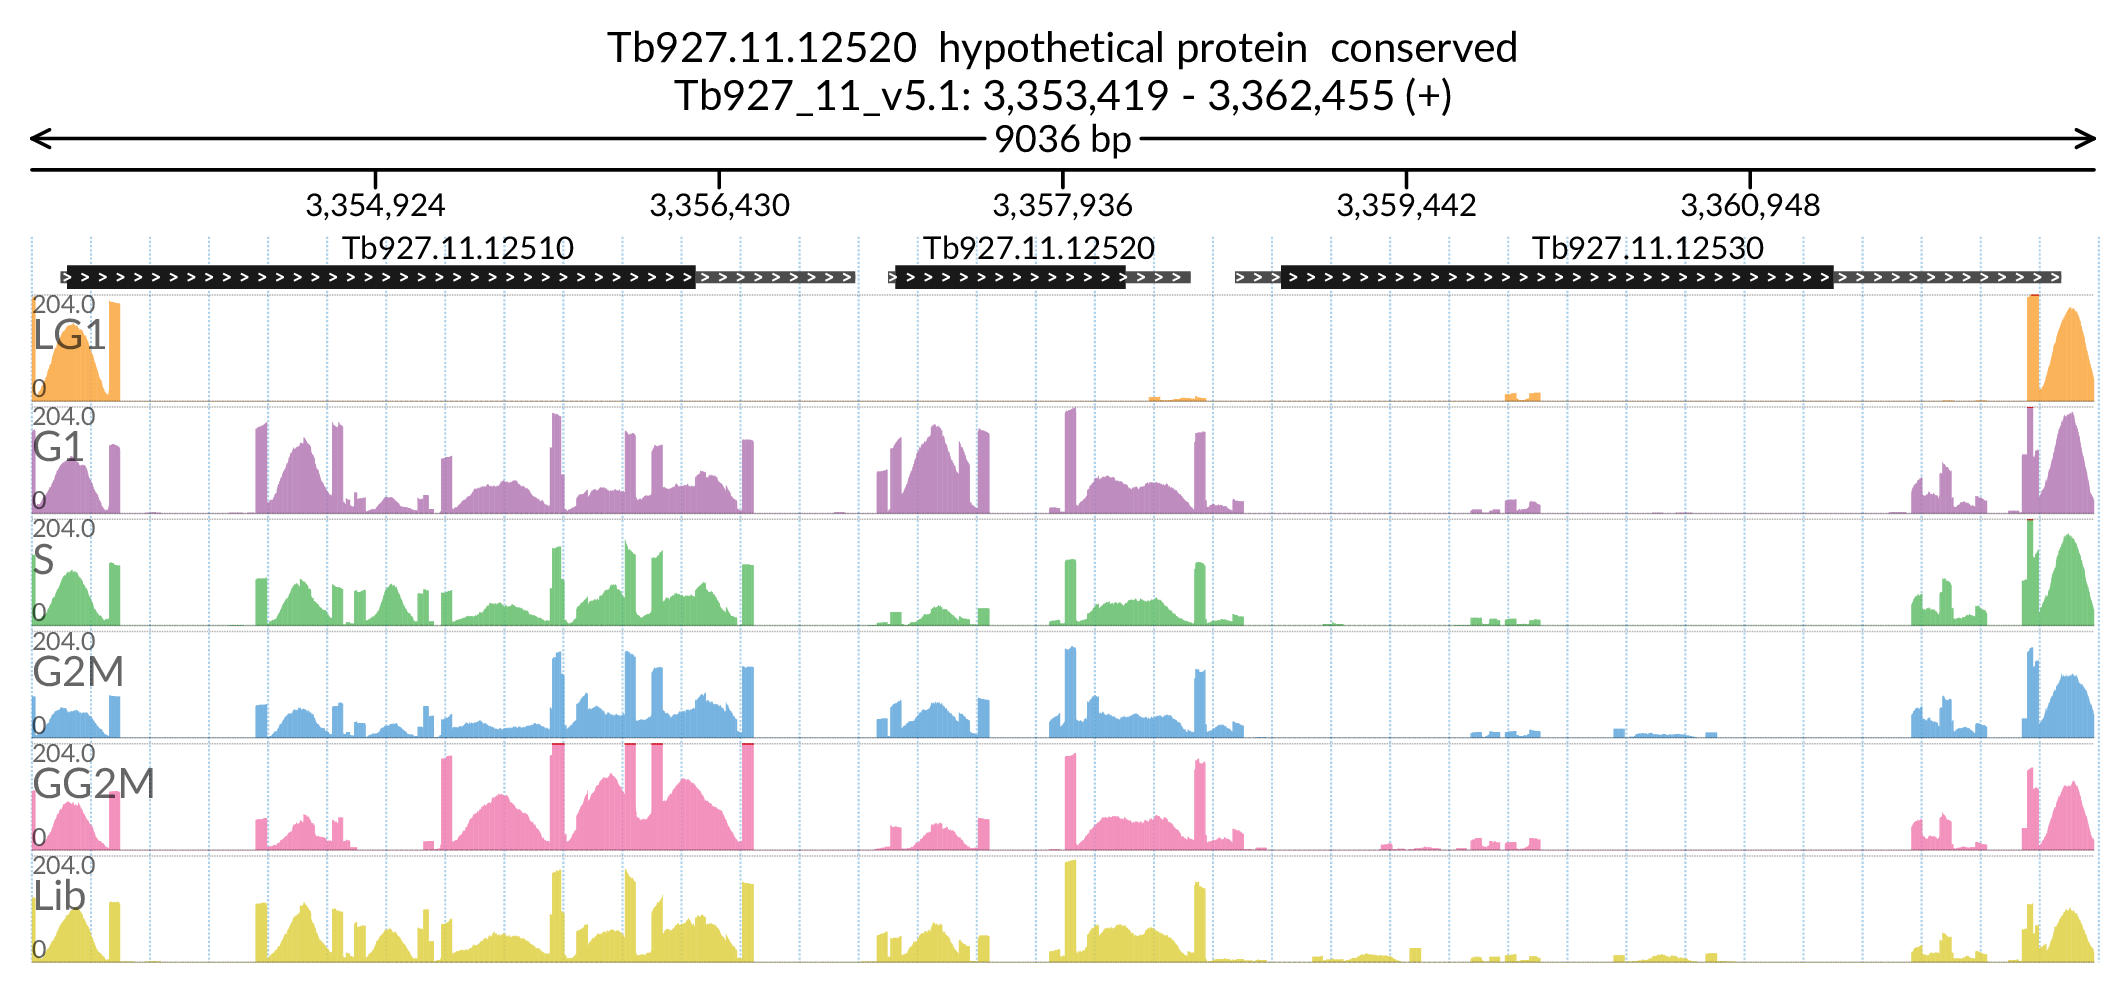 Tb927.11.12520  hypothetical protein  conserved
Tb927_11_v5.1: 3,353,419 - 3,362,455 (+)
9036 bp
3,354,924 3,356,430 3,357,936 3,359,442 3,360,948
Tb927.11.12510 Tb927.11.12520 Tb927.11.12530
204.0
LG1
0
204.0
G1
0
204.0
S
0
204.0
G2M
0
204.0
GG2M
0
204.0
Lib
0